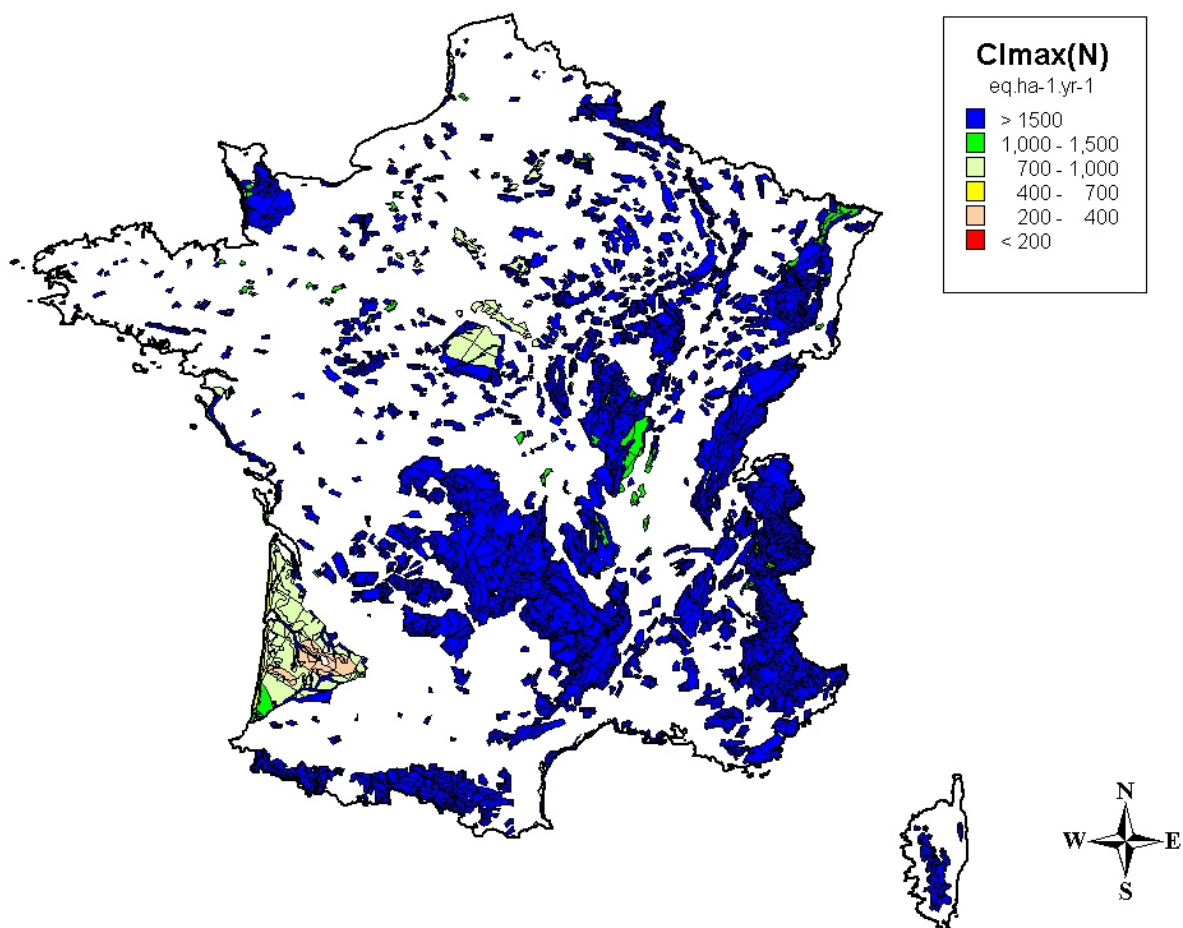 Clmax(N)
eq.ha-1.yr-1
> 1500
1,000 - 1,500
700 - 1,000
400 - 700
200 - 400
< 200
N
W E
S